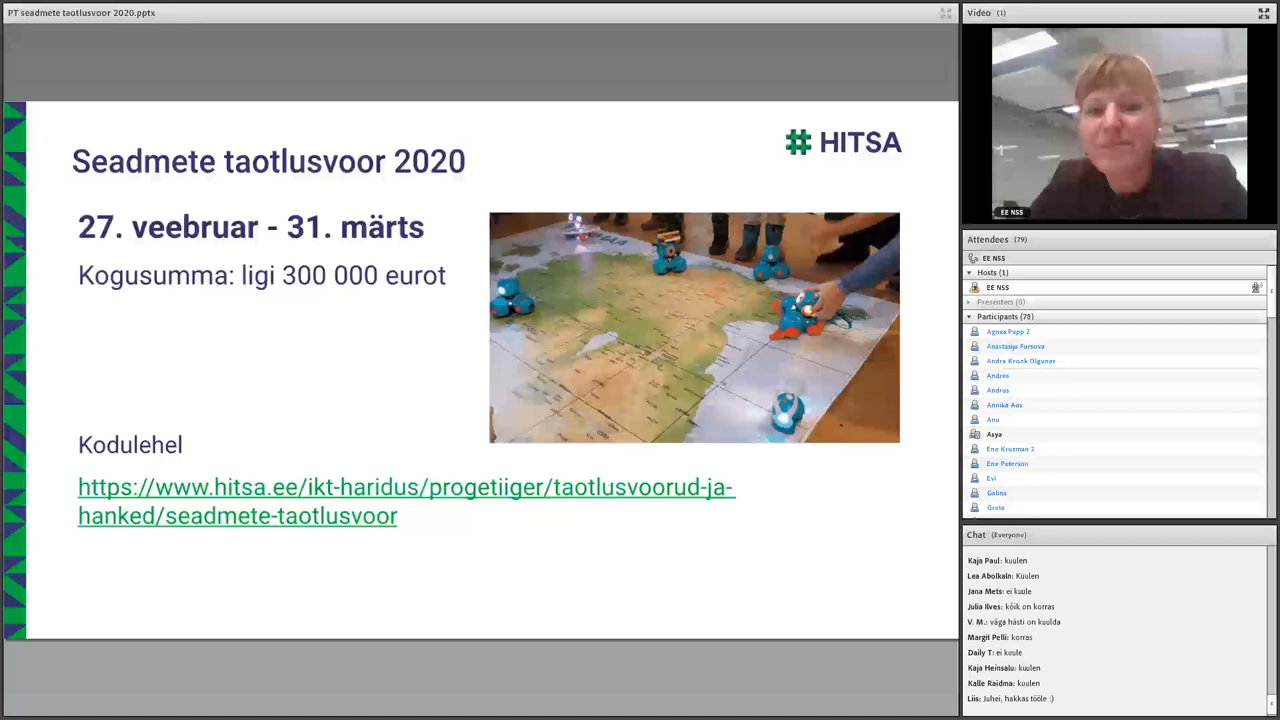 PT seadmete taotlusvoor 2020.pptx
# HITSA
Seadmete taotlusvoor 2020
27. veebruar - 31. märts
Kogusumma: ligi 300 000 eurot
Kodulehel
https://www.hitsa.ee/ikt-haridus/progetiiger/taotlusvoorud-ja-
hanked/seadmete-taotlusvoor
Video (1)
EE NSS
Attendees (79)
EE NSS
Hosts (1)
EE NSS
Presenters (0)
Participants (78)
Agnes Papp 2
Anastasija Fursova
Andra Kronk Olguner
Andres
Andrus
Annika Aas
Anu
Asya
Ene Kruzman 2
Ene Peterson
Evi
Galina
Grete
Chat (Everyone)
Kaja Paul: kuulen
Lea Abolkaln: Kuulen
Jana Mets: ei kuule
Julia Ilves: kõik on korras
V. M.: väga hästi on kuulda
Margit Pelli: korras
Daily T: ei kuule
Kaja Heinsalu: kuulen
Kalle Raidma: kuulen
Liis: Juhei, hakkas tööle :)